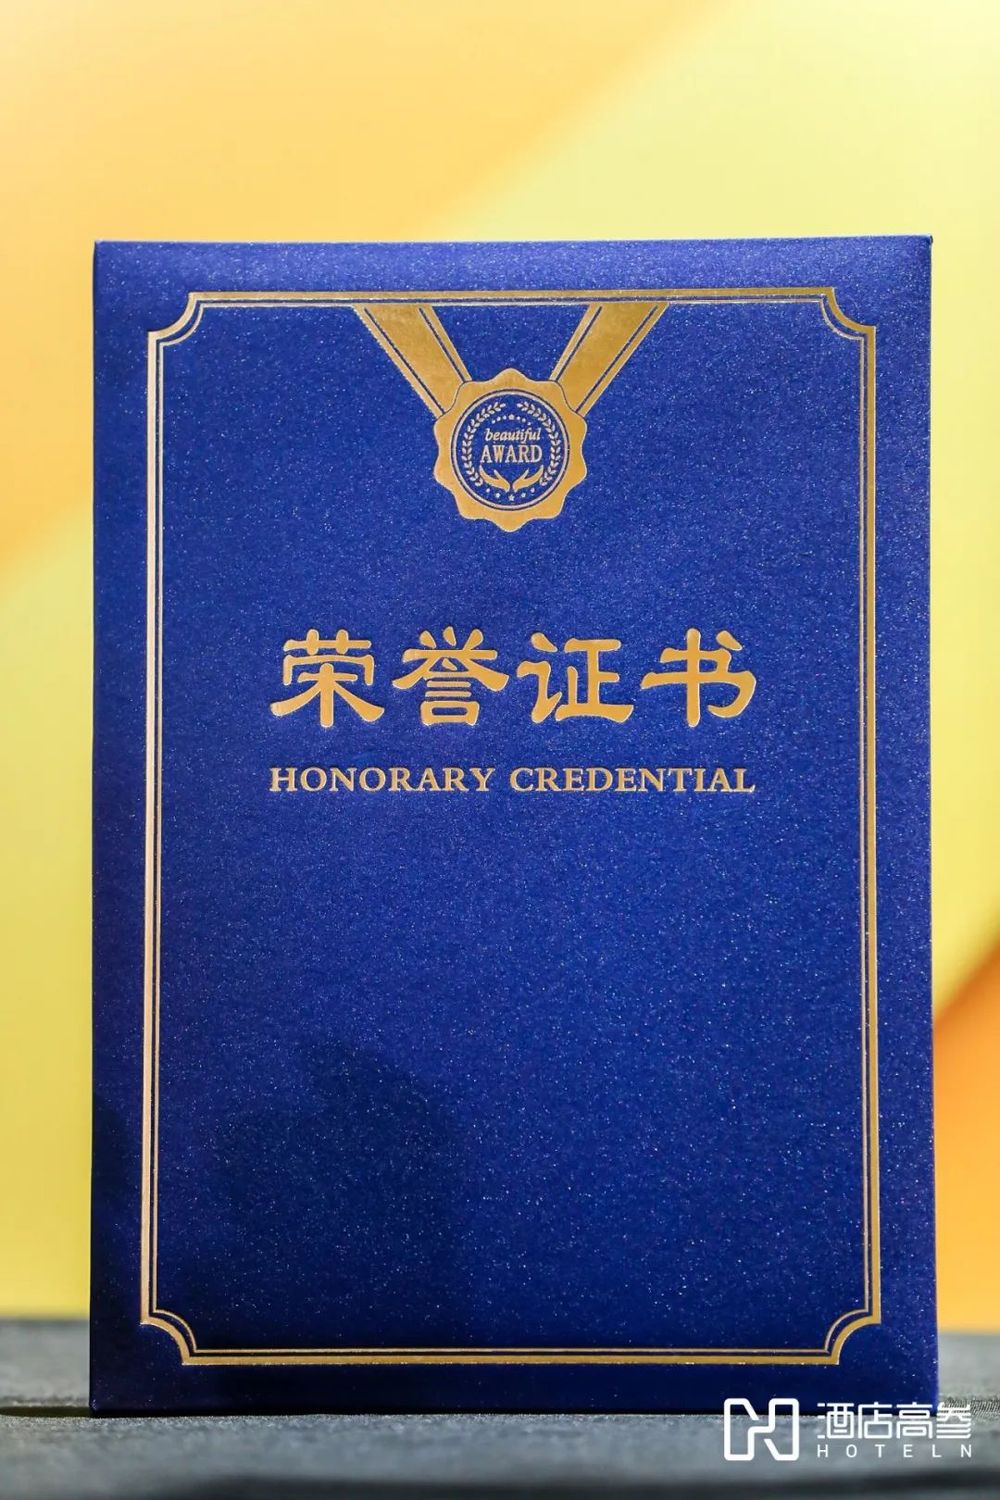 beautiful
AWARD
荣誉证书
HONORARY CREDENTIAL
酒店高参
HOTELN